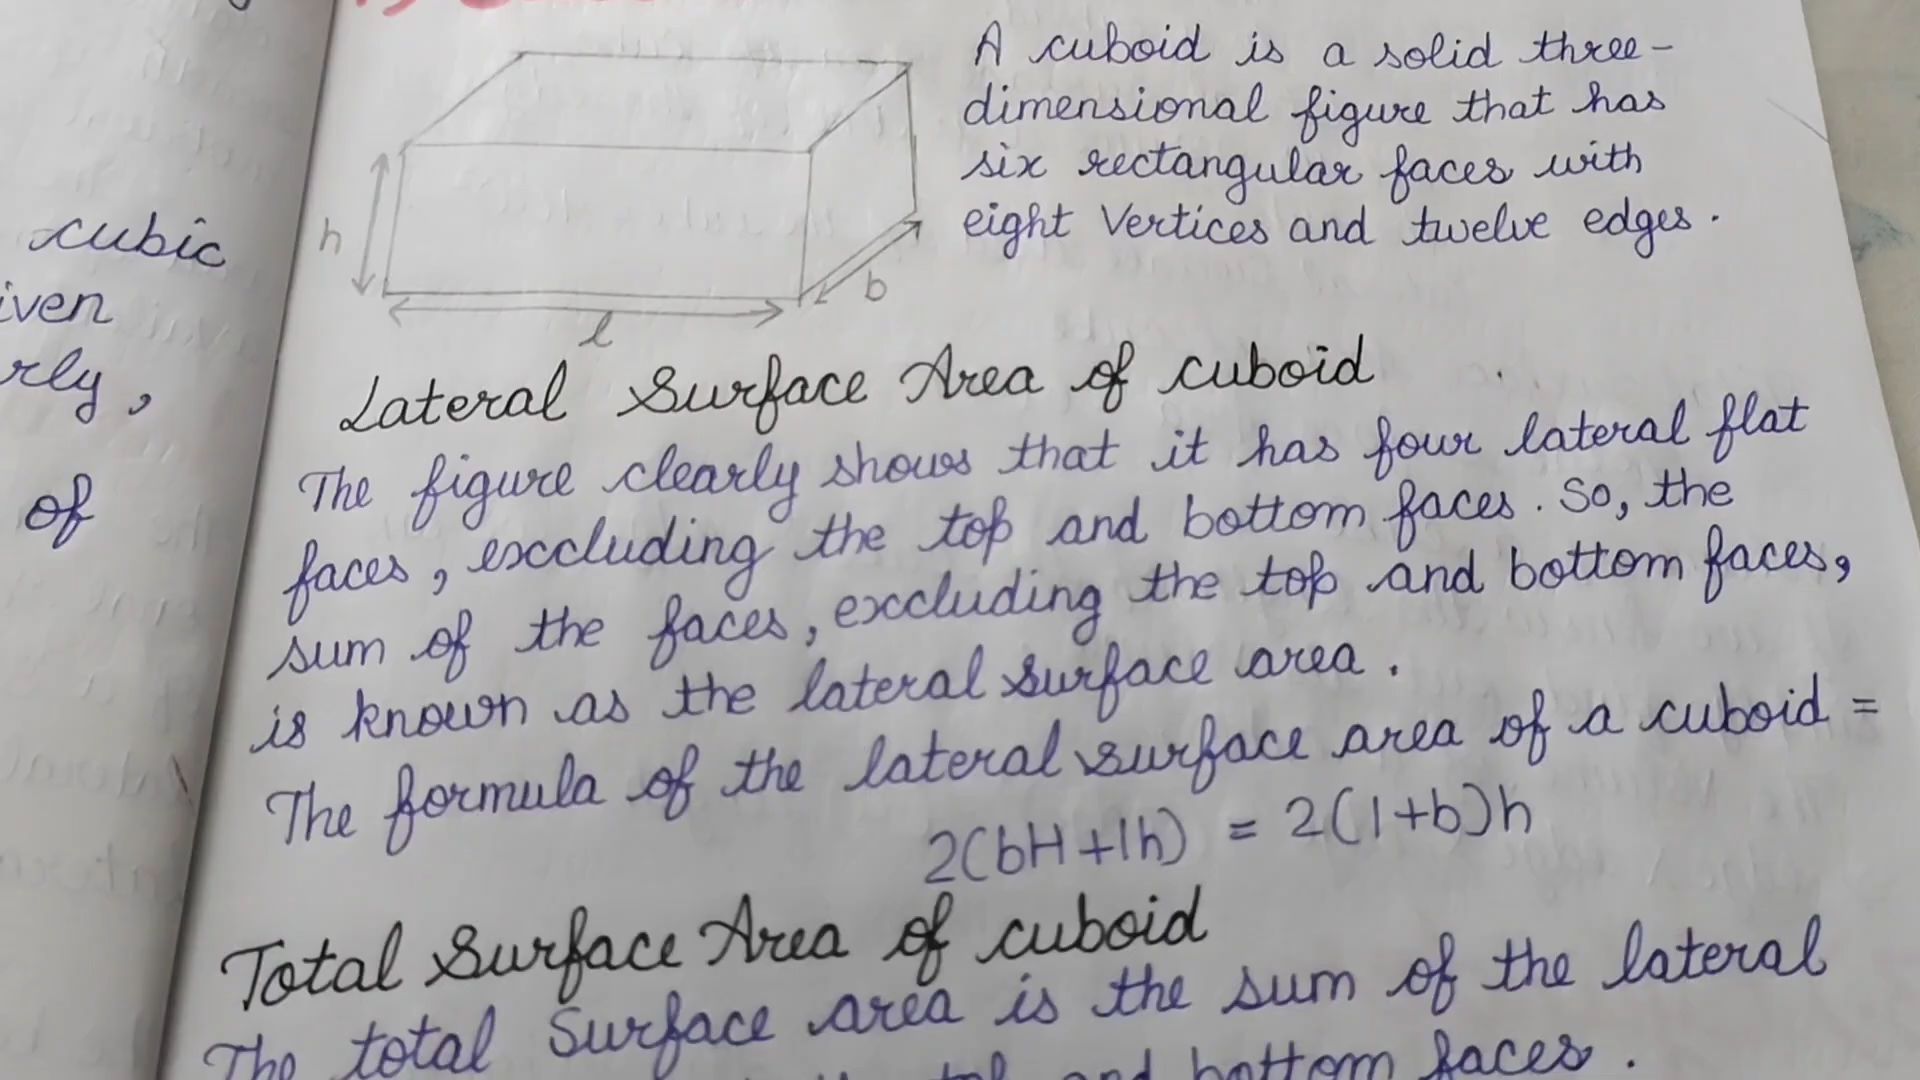 A cuboid is a solid three-
dimensional figure that has
six rectangular faces with
eight Vertices and twelve edges.
h
b
l
cubic
iven
rly,
of
Lateral Surface Area of cuboid
The figure clearly shows that it has four lateral flat
faces, excluding the top and bottom faces. So, the
sum of the faces, excluding the top and bottom faces,
is known as the lateral surface area.
The formula of the lateral surface area of a cuboid =
2(bH+lh) = 2(l+b)h
Total Surface Area of cuboid
The total Surface area is the sum of the lateral
top and bottom faces.